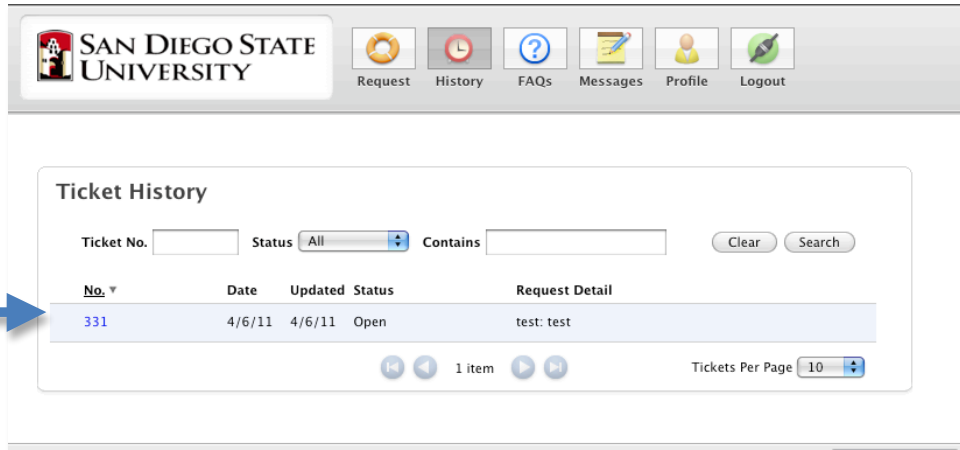 SAN DIEGO STATE
UNIVERSITY
Request History FAQs Messages Profile Logout
Ticket History
Ticket No. Status All Contains Clear Search
No. Date Updated Status Request Detail
331 4/6/11 4/6/11 Open test: test
1 item Tickets Per Page 10